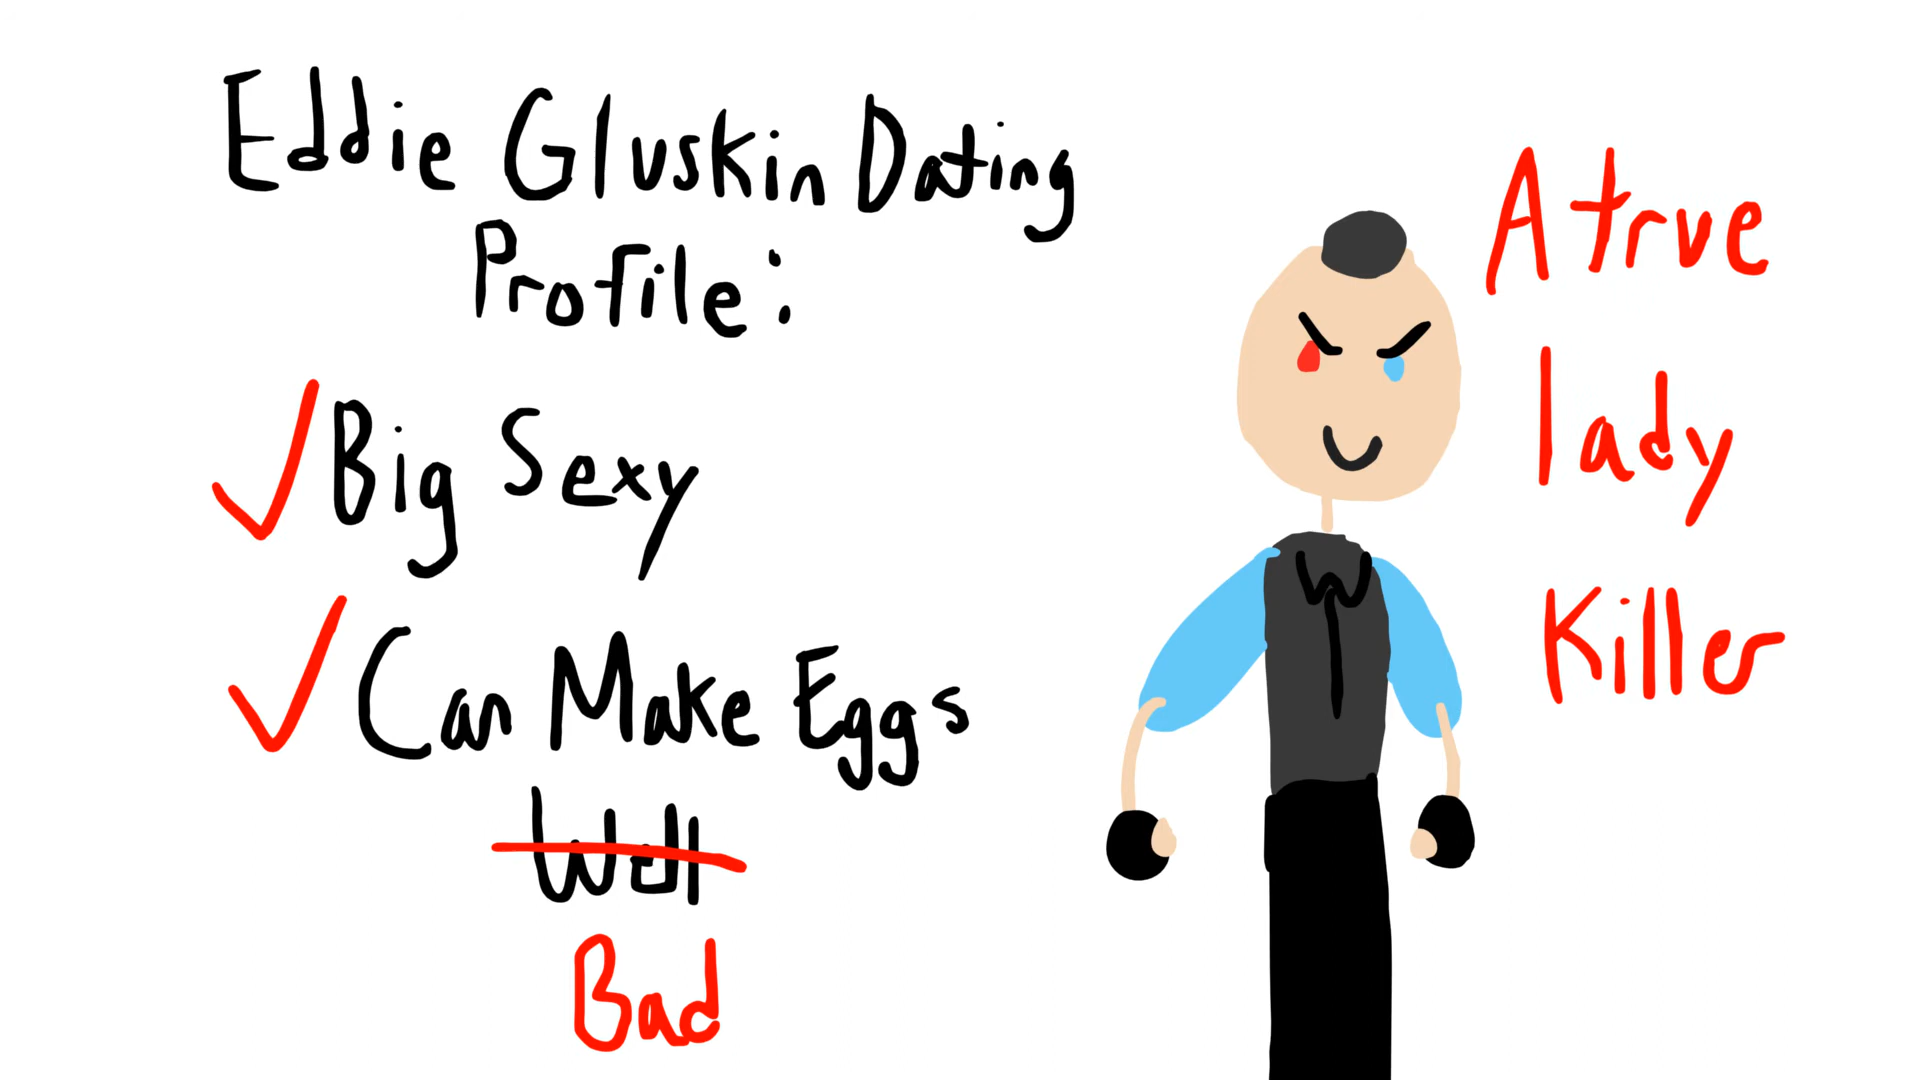 Eddie Gluskin Dating
Profile:
Big Sexy
Can Make Eggs
Well
Bad
A true
lady
Killer